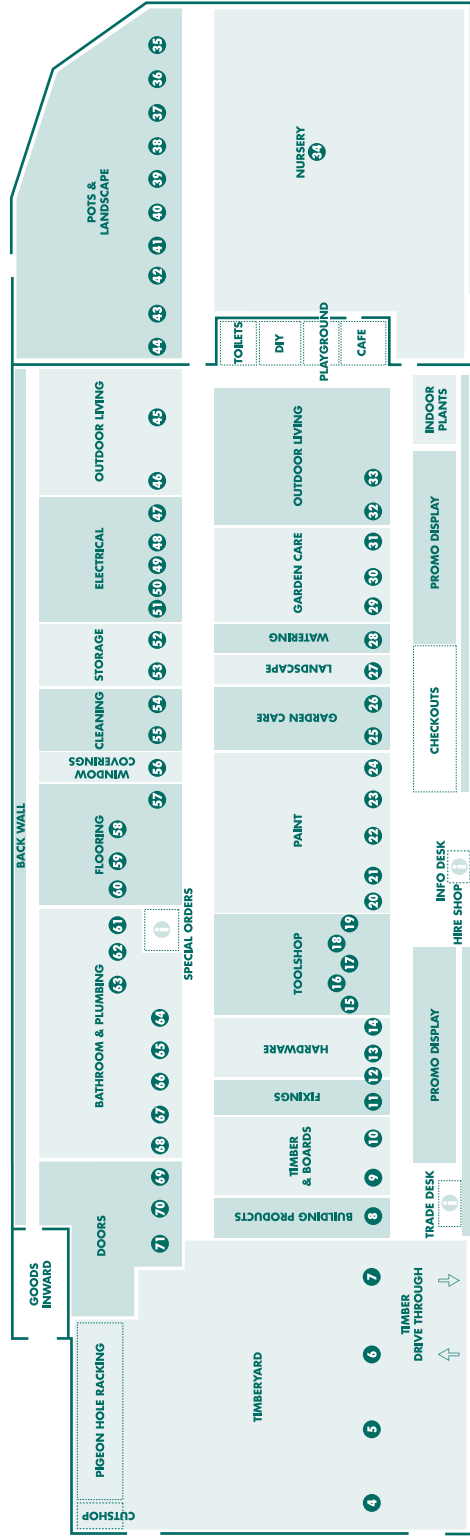 POTS &
LANDSCAPE
35
36
37
38
39
40
41
42
43
44
NURSERY
34
TOILETS
DIY
PLAYGROUND
CAFE
BACK WALL
OUTDOOR LIVING
45
46
ELECTRICAL
47
48
49
50
51
STORAGE
52
53
CLEANING
54
55
WINDOW
COVERINGS
56
FLOORING
57
58
59
60
BATHROOM & PLUMBING
61
62
63
64
65
66
67
68
i
SPECIAL ORDERS
DOORS
69
70
71
GOODS
INWARD
OUTDOOR LIVING
33
32
GARDEN CARE
31
30
29
WATERING
28
LANDSCAPE
27
GARDEN CARE
26
25
PAINT
24
23
22
21
20
TOOLSHOP
19
18
17
16
15
HARDWARE
14
13
12
FIXINGS
11
TIMBER
& BOARDS
10
9
BUILDING PRODUCTS
8
INDOOR
PLANTS
PROMO DISPLAY
CHECKOUTS
INFO DESK
i
HIRE SHOP
PROMO DISPLAY
TRADE DESK
i
PIGEON HOLE RACKING
CUTSHOP
TIMBERYARD
7
6
5
4
TIMBER
DRIVE THROUGH